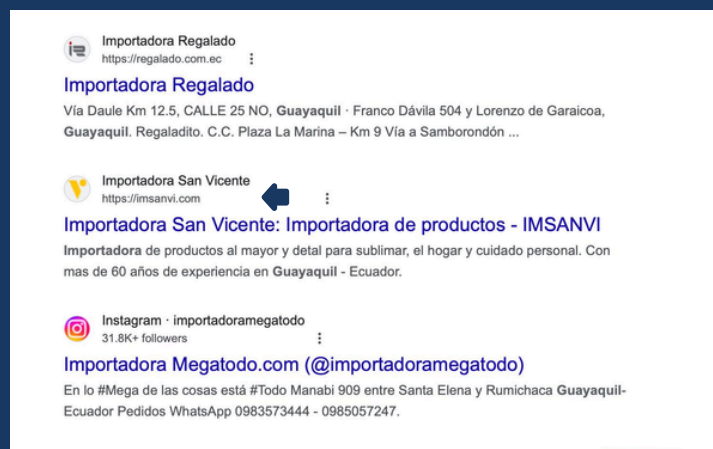 Importadora Regalado
https://regalado.com.ec
Importadora Regalado
Vía Daule Km 12.5, CALLE 25 NO, Guayaquil · Franco Dávila 504 y Lorenzo de Garaicoa,
Guayaquil. Regaladito. C.C. Plaza La Marina – Km 9 Vía a Samborondón ...
Importadora San Vicente
https://imsanvi.com
Importadora San Vicente: Importadora de productos - IMSANVI
Importadora de productos al mayor y detal para sublimar, el hogar y cuidado personal. Con
mas de 60 años de experiencia en Guayaquil - Ecuador.
Instagram · importadoramegatodo
31.8K+ followers
Importadora Megatodo.com (@importadoramegatodo)
En lo #Mega de las cosas está #Todo Manabi 909 entre Santa Elena y Rumichaca Guayaquil-
Ecuador Pedidos WhatsApp 0983573444 - 0985057247.